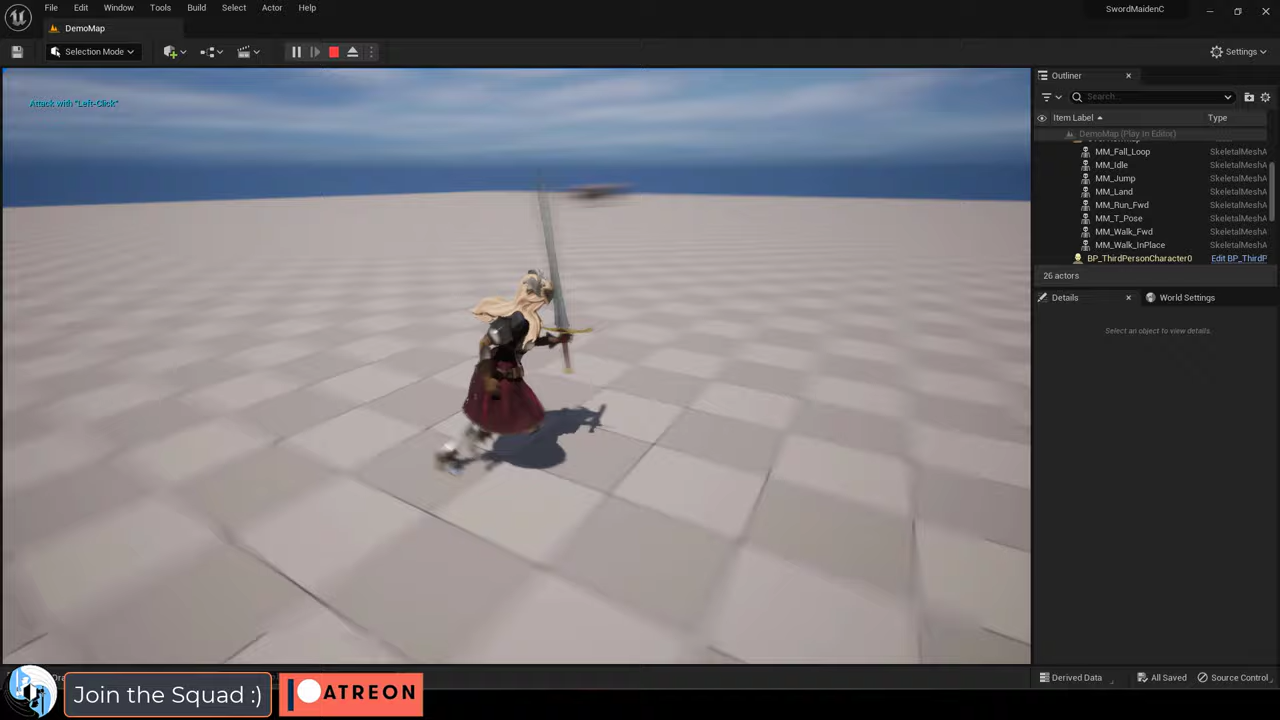 File Edit Window Tools Build Select Actor Help
SwordMaidenC
DemoMap
Selection Mode
Settings
Attack with "Left-Click"
Outliner
Search...
Item Label
Type
DemoMap (Play In Editor)
MM_Fall_Loop SkeletalMeshA
MM_Idle SkeletalMeshA
MM_Jump SkeletalMeshA
MM_Land SkeletalMeshA
MM_Run_Fwd SkeletalMeshA
MM_T_Pose SkeletalMeshA
MM_Walk_Fwd SkeletalMeshA
MM_Walk_InPlace SkeletalMeshA
BP_ThirdPersonCharacter0 Edit BP_ThirdP
26 actors
Details
World Settings
Select an object to view details.
Derived Data
All Saved
Source Control
Join the Squad :)
PATREON